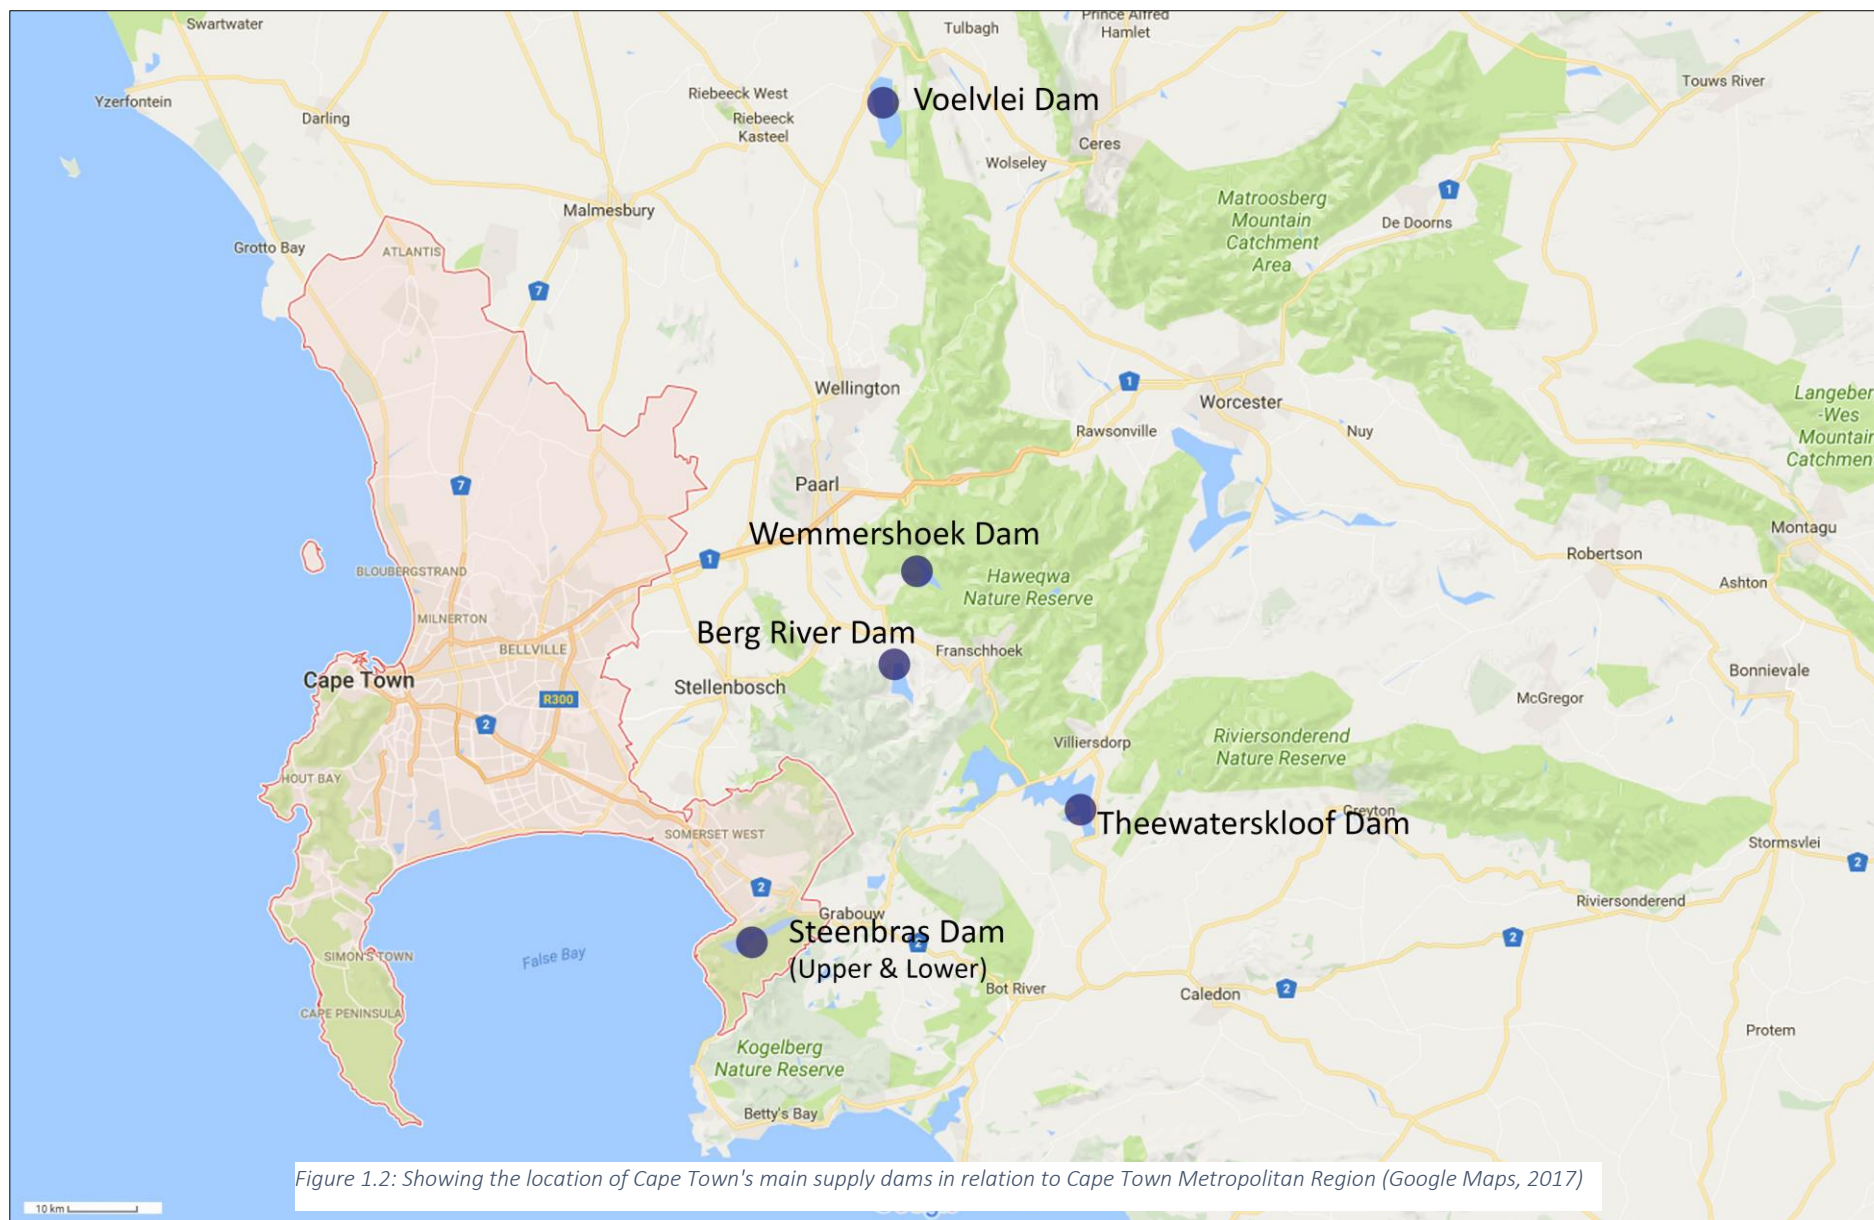 Swartwater
Tulbagh
Prince Alfred
Hamlet
Touws River
Yzerfontein
Riebeeck West
Voelvlei Dam
Darling
Riebeeck
Kasteel
Ceres
Wolseley
1
Matroosberg
Mountain
Catchment
Area
Malmesbury
De Doorns
Grotto Bay
ATLANTIS
7
Wellington
1
Worcester
Langeber
-Wes
Mountain
Catchmen
Rawsonville
Nuy
7
Paarl
Wemmershoek Dam
Montagu
1
Robertson
BLOUBERGSTRAND
Haweqwa
Nature Reserve
Ashton
MILNERTON
Berg River Dam
BELLVILLE
Franschhoek
Cape Town
Stellenbosch
Bonnievale
R300
McGregor
2
Villiersdorp
Riviersonderend
Nature Reserve
HOUT BAY
Greyton
Theewaterskloof Dam
SOMERSET WEST
Stormsvlei
2
2
Riviersonderend
Grabouw
Steenbras Dam
(Upper & Lower)
2
2
False Bay
SIMON'S TOWN
Bot River
Caledon
2
CAPE PENINSULA
Protem
Kogelberg
Nature Reserve
Betty's Bay
Figure 1.2: Showing the location of Cape Town's main supply dams in relation to Cape Town Metropolitan Region (Google Maps, 2017)
10 km